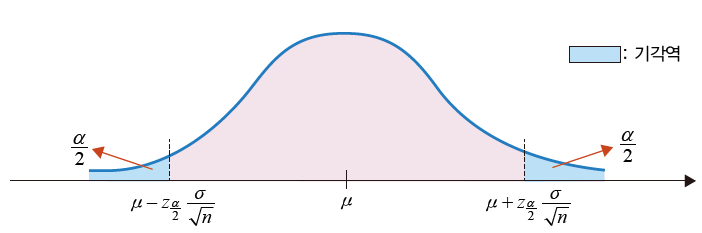 : 기각역
α/2
α/2
μ − z_{α/2} σ/√n
μ
μ + z_{α/2} σ/√n